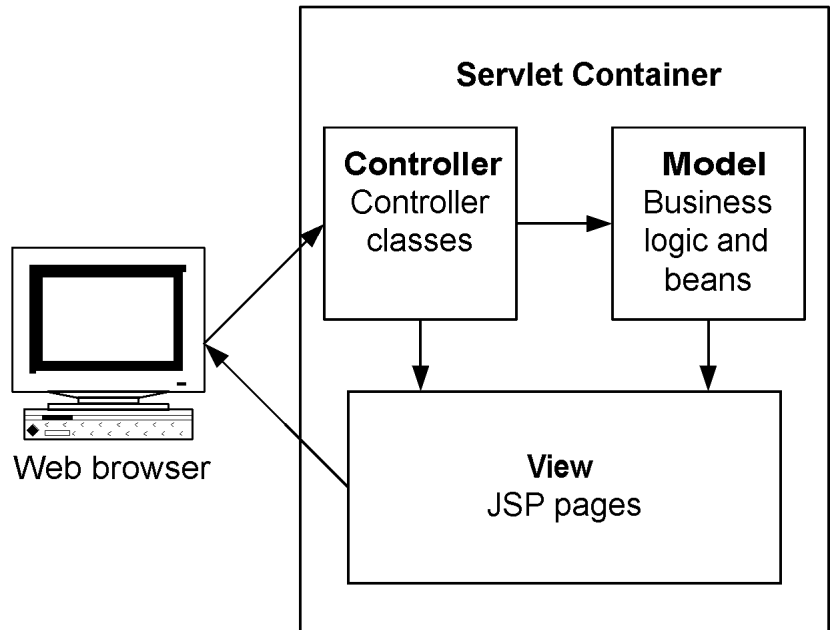 Servlet Container
Controller
Controller
classes
Model
Business
logic and
beans
Web browser
View
JSP pages